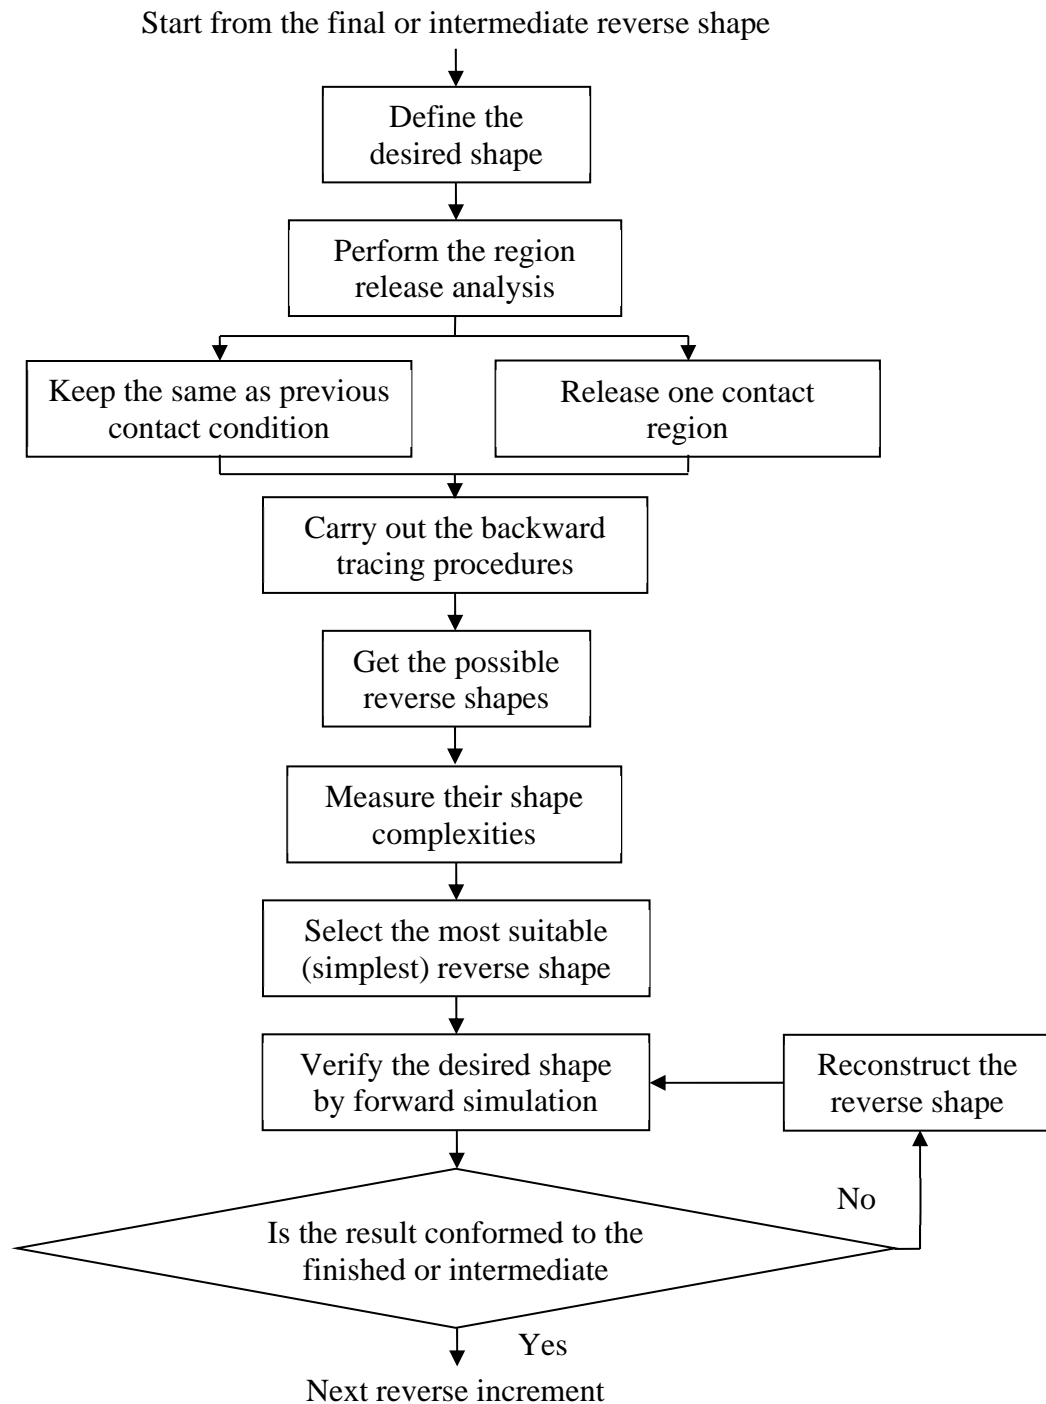 Start from the final or intermediate reverse shape
Define the
desired shape
Perform the region
release analysis
Keep the same as previous
contact condition
Release one contact
region
Carry out the backward
tracing procedures
Get the possible
reverse shapes
Measure their shape
complexities
Select the most suitable
(simplest) reverse shape
Verify the desired shape
by forward simulation
Reconstruct the
reverse shape
No
Is the result conformed to the
finished or intermediate
Yes
Next reverse increment